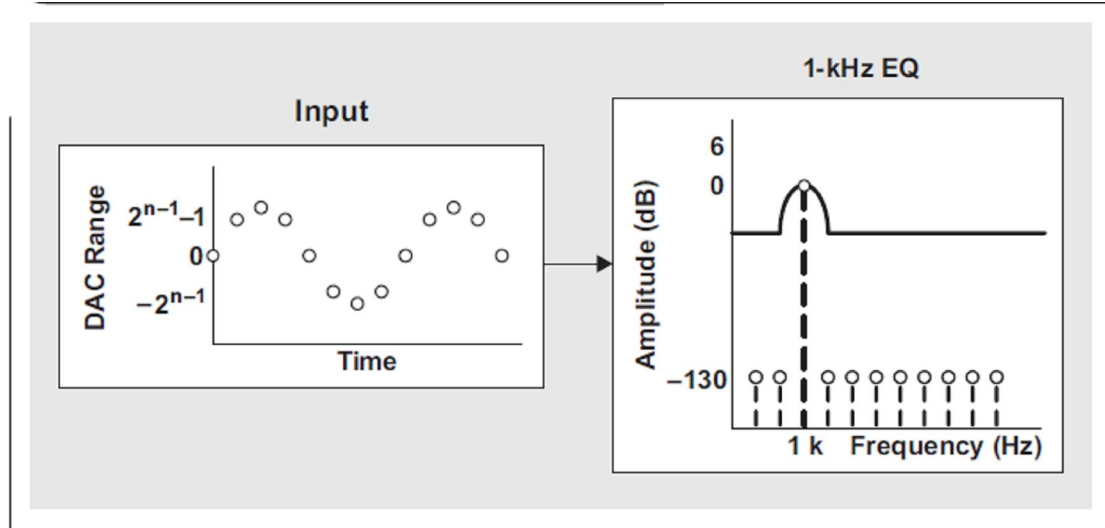 Input
DAC Range
2ⁿ⁻¹–1
0
–2ⁿ⁻¹
Time
1-kHz EQ
Amplitude (dB)
6
0
–130
1 k
Frequency (Hz)